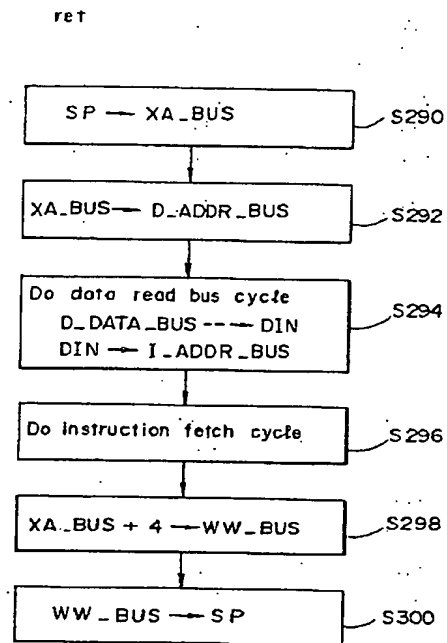 ret
SP → XA_BUS
S290
XA_BUS → D_ADDR_BUS
S292
Do data read bus cycle
D_DATA_BUS ---→ DIN
DIN → I_ADDR_BUS
S294
Do instruction fetch cycle
S296
XA_BUS + 4 → WW_BUS
S298
WW_BUS → SP
S300